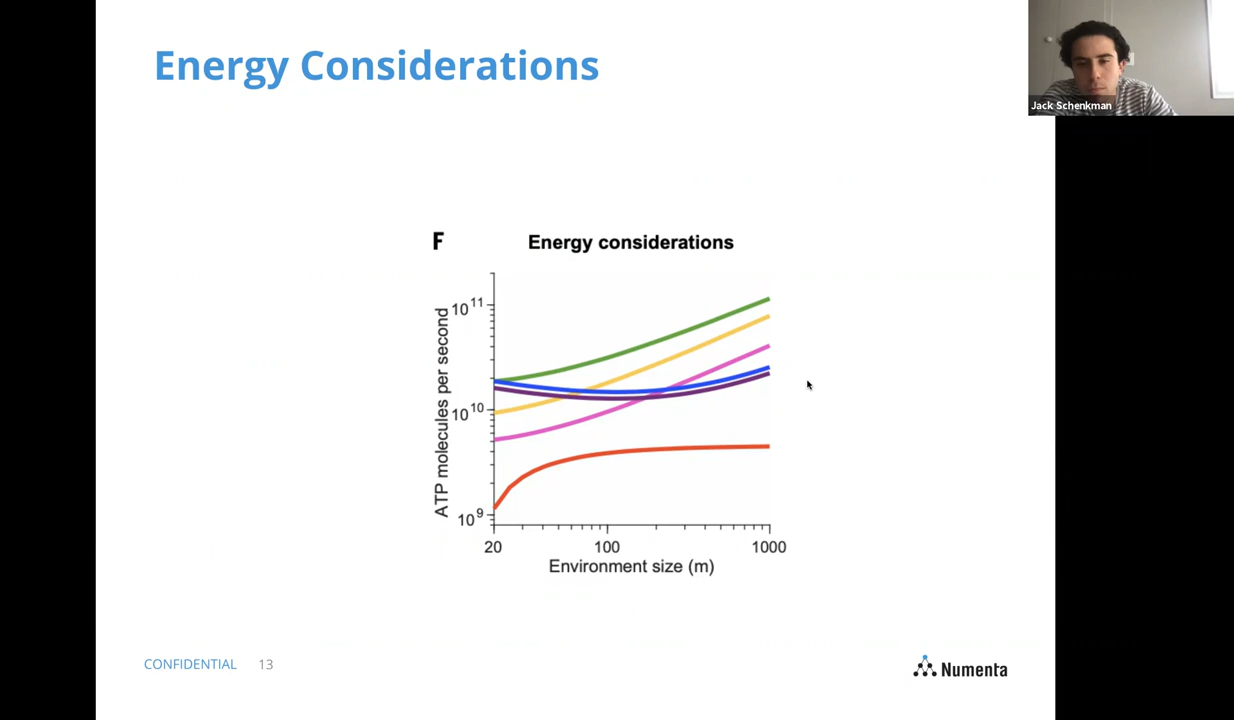 Energy Considerations
Jack Schenkman
F Energy considerations
ATP molecules per second
10^11
10^10
10^9
20 100 1000
Environment size (m)
CONFIDENTIAL 13
Numenta